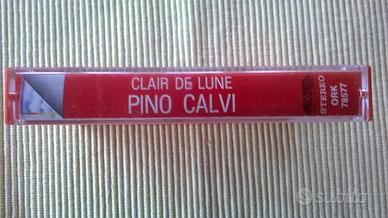 CLAIR DE LUNE
PINO CALVI
STEREO
ORK
78577
subito